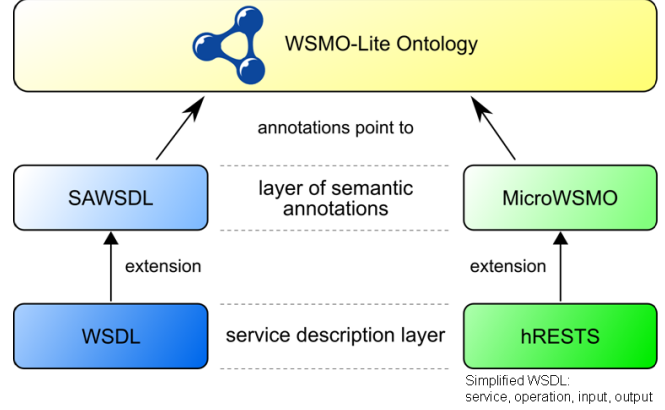 WSMO-Lite Ontology
annotations point to
SAWSDL
layer of semantic
annotations
MicroWSMO
extension
extension
WSDL
service description layer
hRESTS
Simplified WSDL:
service, operation, input, output